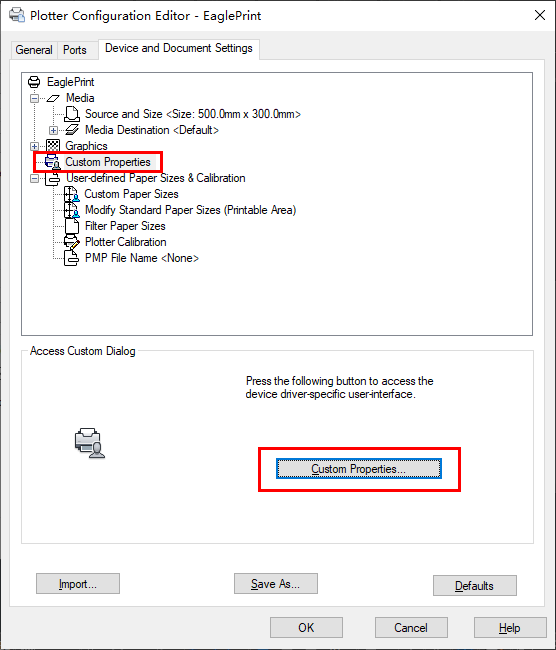 Plotter Configuration Editor - EaglePrint
General
Ports
Device and Document Settings
EaglePrint
Media
Source and Size <Size: 500.0mm x 300.0mm>
Media Destination <Default>
Graphics
Custom Properties
User-defined Paper Sizes & Calibration
Custom Paper Sizes
Modify Standard Paper Sizes (Printable Area)
Filter Paper Sizes
Plotter Calibration
PMP File Name <None>
Access Custom Dialog
Press the following button to access the
device driver-specific user-interface.
Custom Properties...
Import...
Save As...
Defaults
OK
Cancel
Help